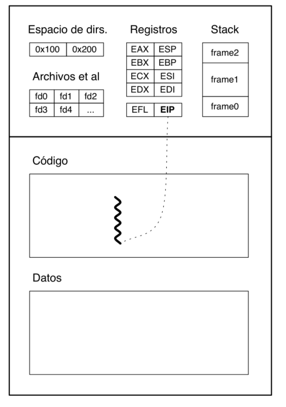 Espacio de dirs.
0x100 0x200
Archivos et al
fd0 fd1 fd2
fd3 fd4 ...
Registros
EAX ESP
EBX EBP
ECX ESI
EDX EDI
EFL EIP
Stack
frame2
frame1
frame0
Código
Datos